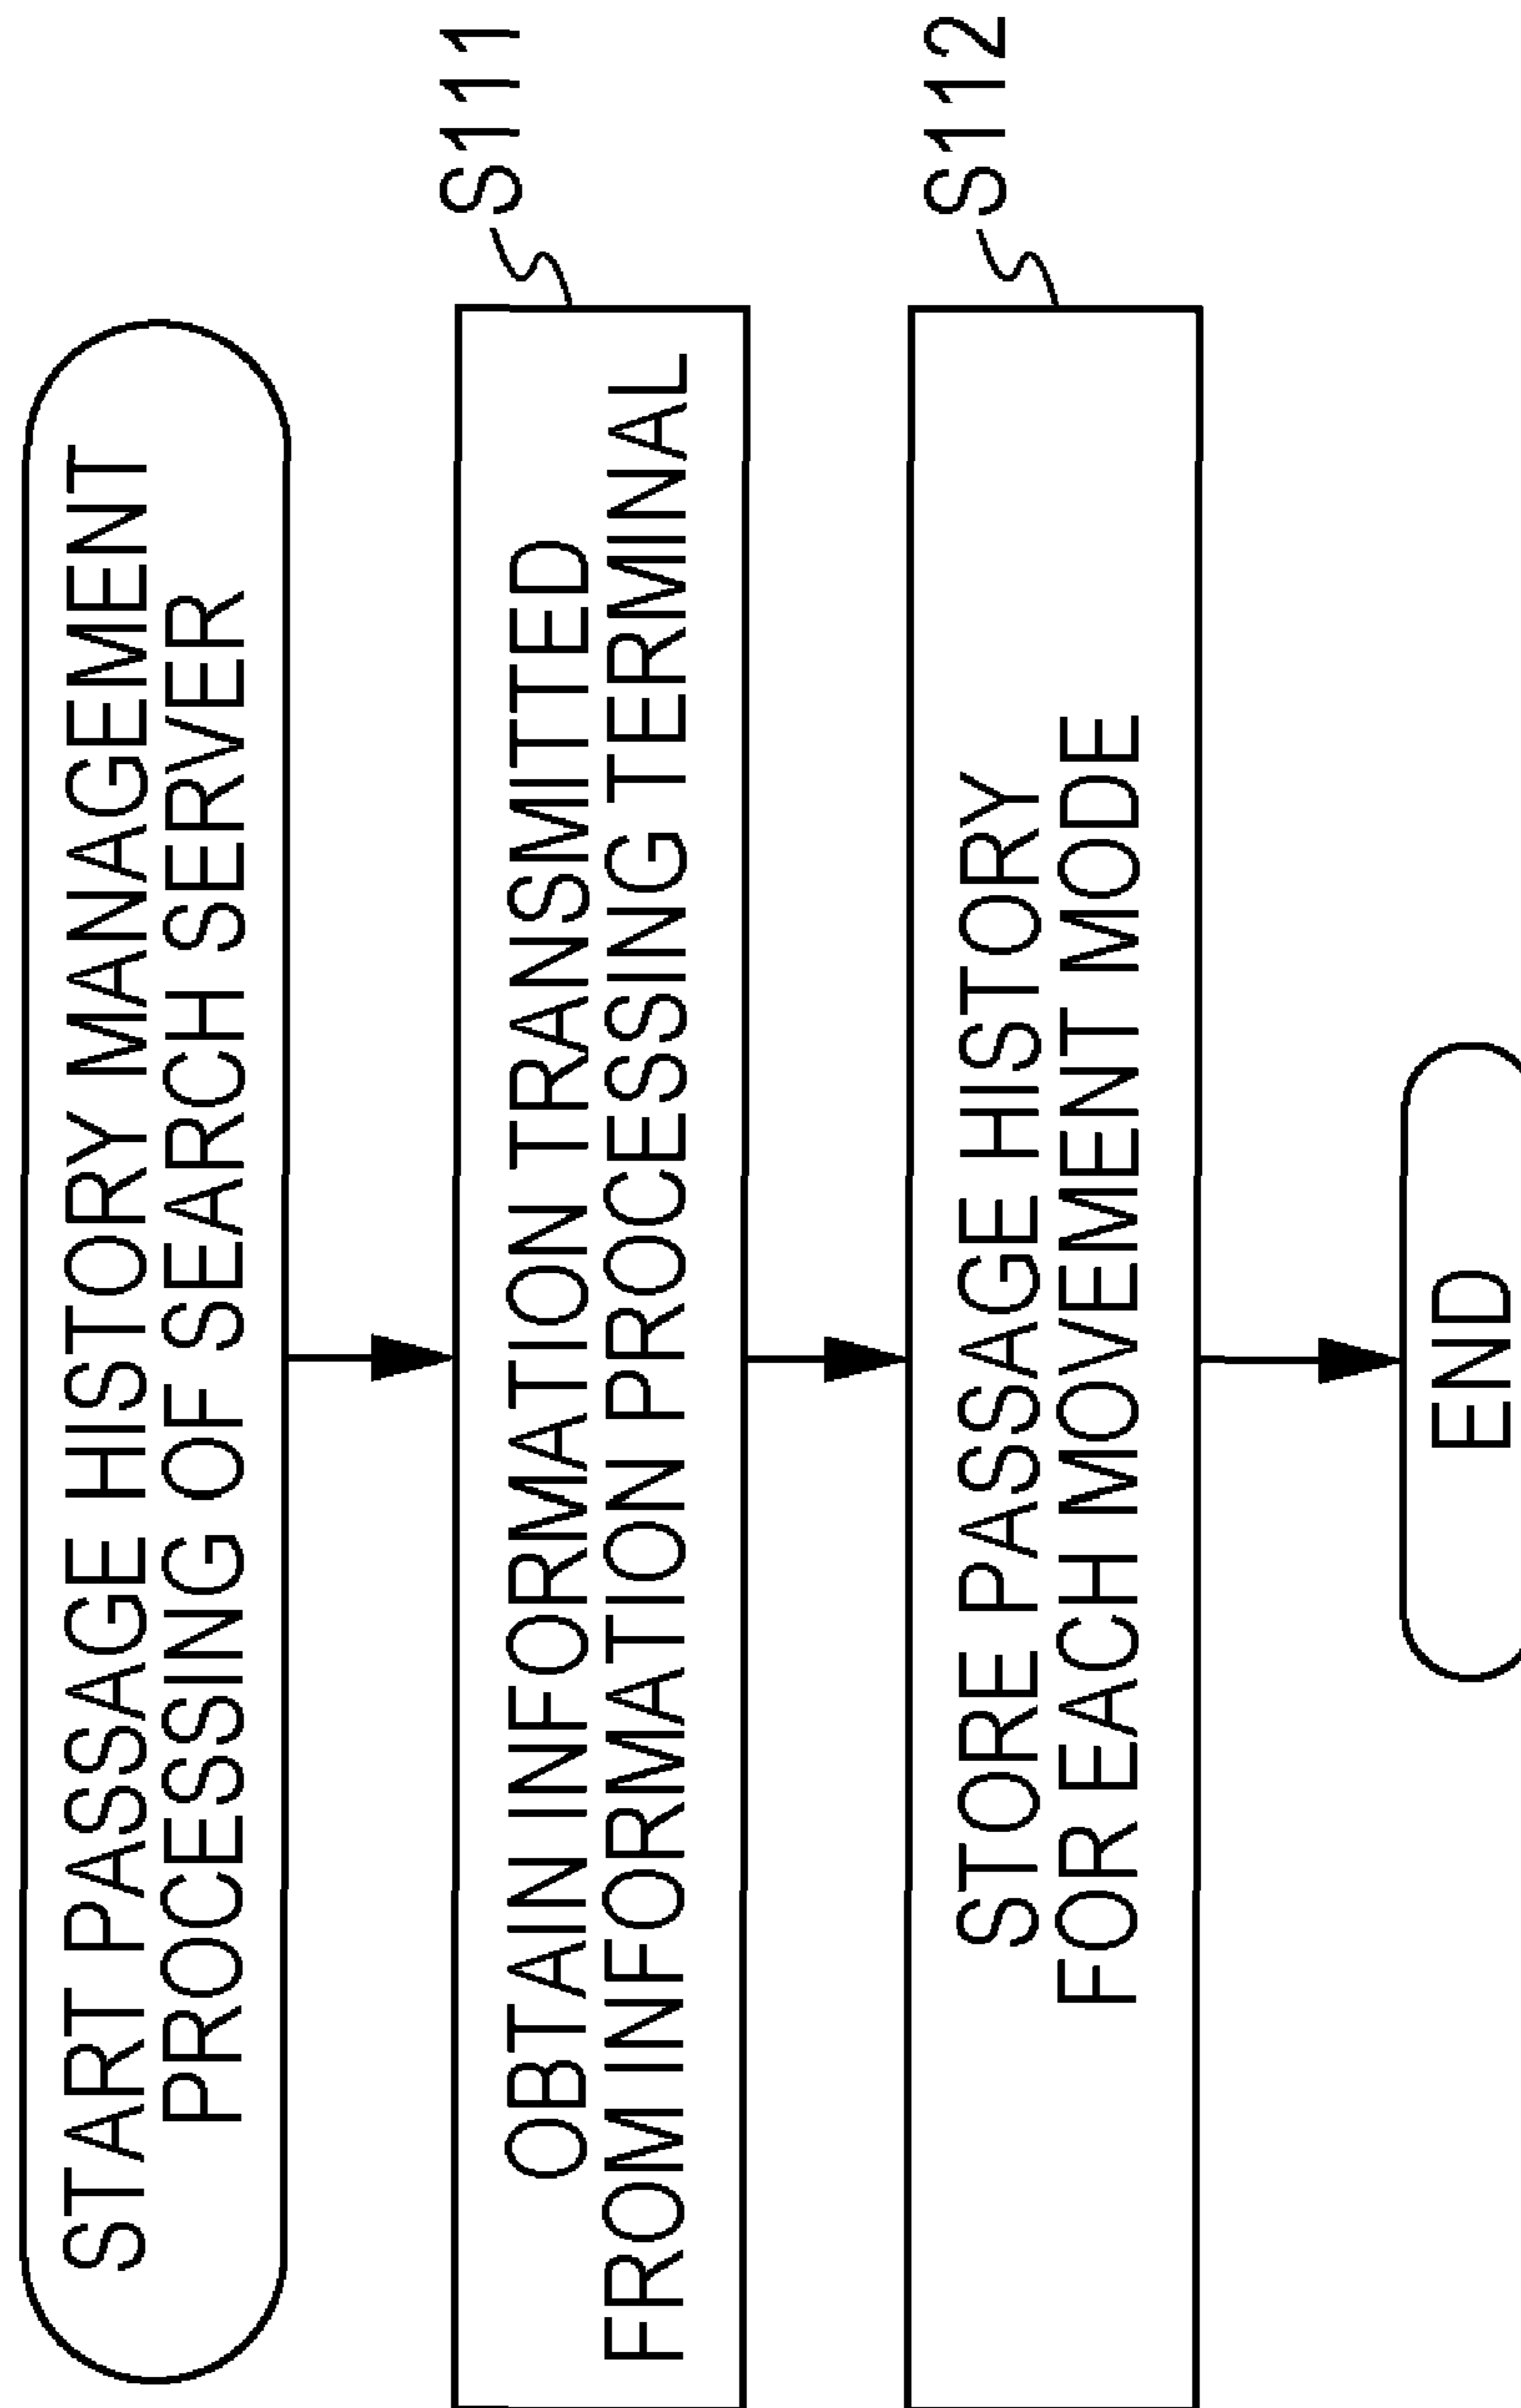 START PASSAGE HISTORY MANAGEMENT
PROCESSING OF SEARCH SERVER
S111
OBTAIN INFORMATION TRANSMITTED
FROM INFORMATION PROCESSING TERMINAL
S112
STORE PASSAGE HISTORY
FOR EACH MOVEMENT MODE
END